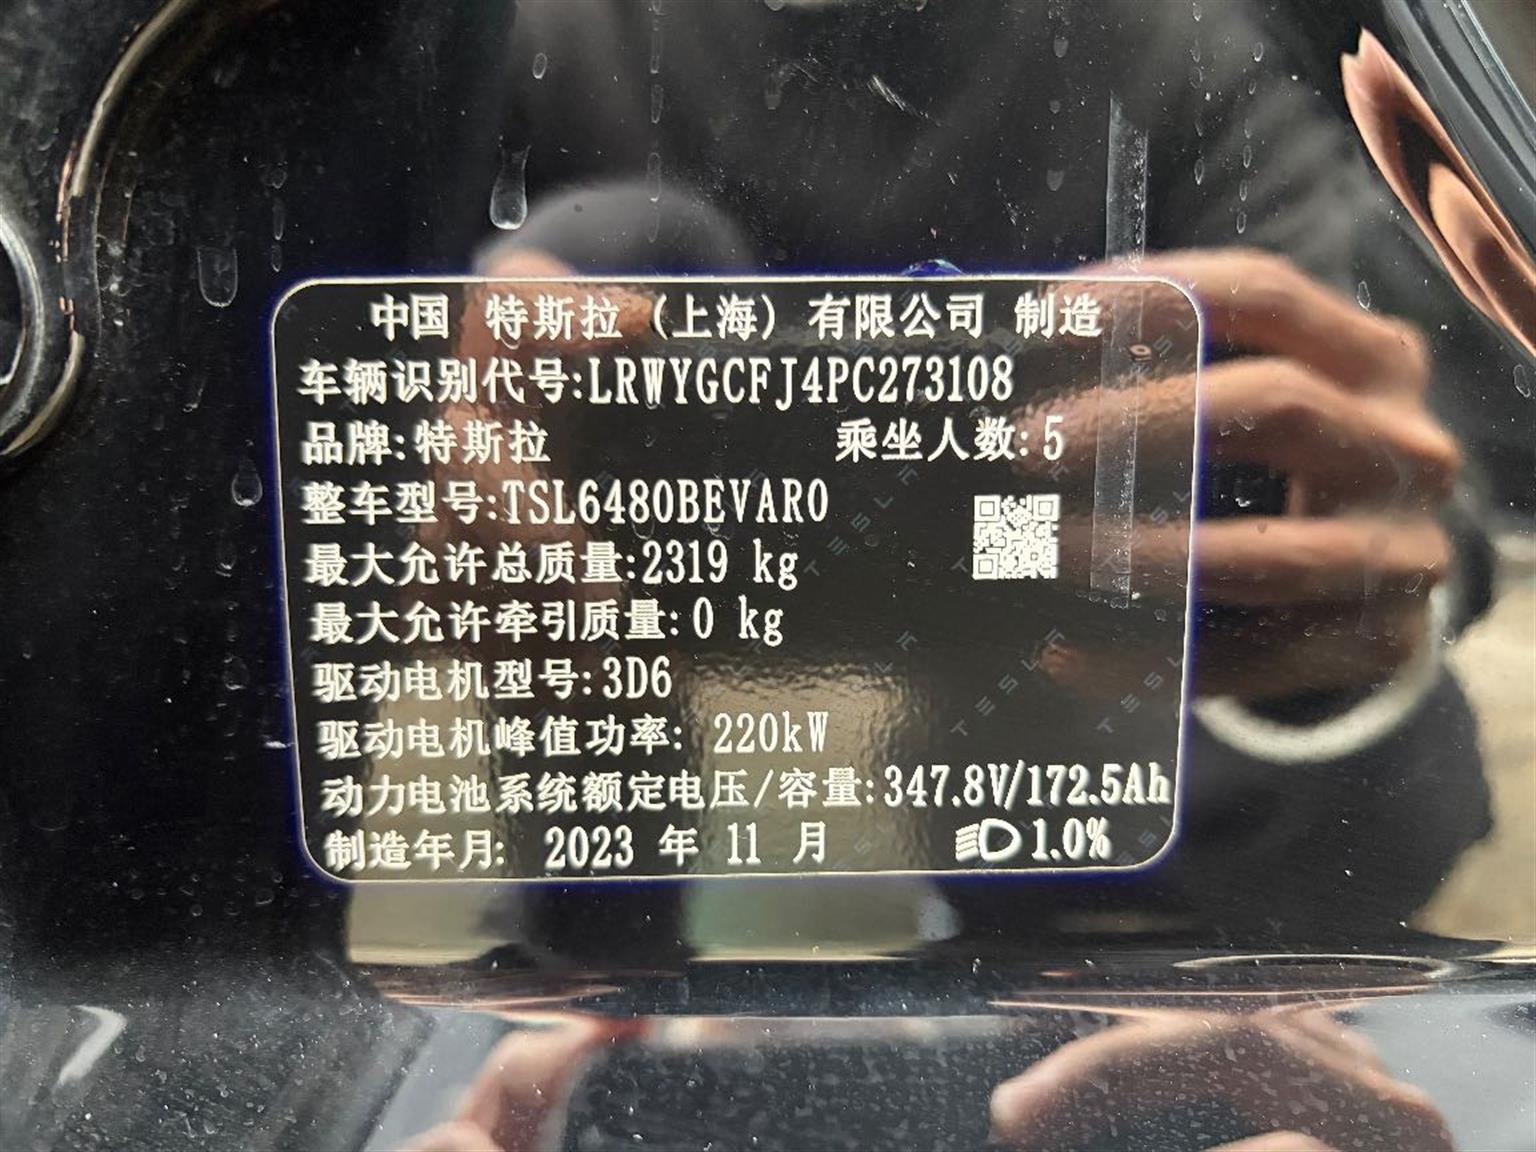 中国 特斯拉（上海）有限公司 制造
车辆识别代号:LRWYGCFJ4PC273108
品牌:特斯拉 乘坐人数:5
整车型号:TSL6480BEVAR0
最大允许总质量:2319 kg
最大允许牵引质量:0 kg
驱动电机型号:3D6
驱动电机峰值功率: 220kW
动力电池系统额定电压/容量:347.8V/172.5Ah
制造年月: 2023 年 11 月 1.0%